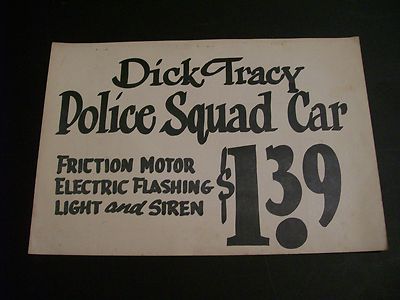 Dick Tracy
Police Squad Car
FRICTION MOTOR
ELECTRIC FLASHING
LIGHT and SIREN
$1.39